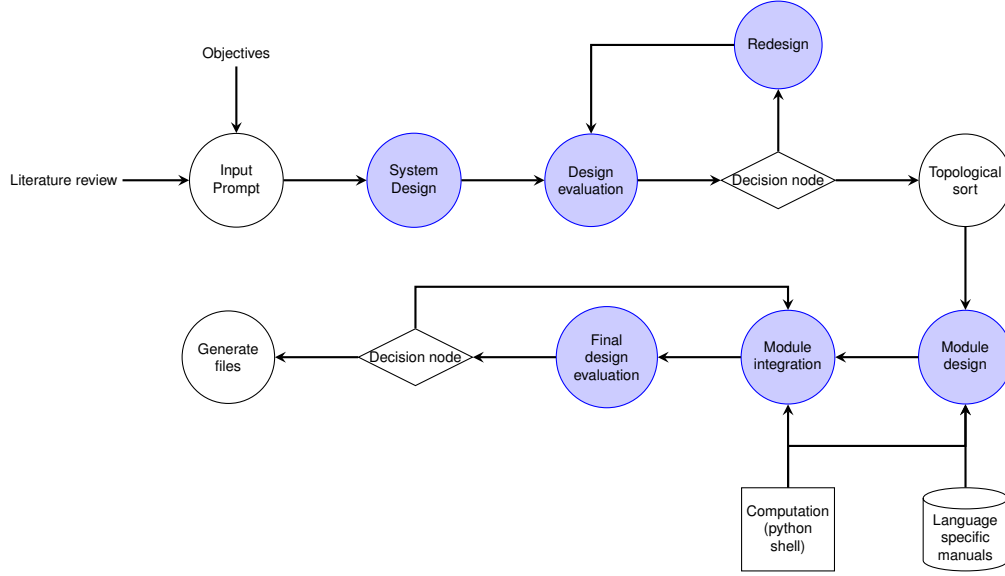 Redesign
Objectives
Literature review
Input
Prompt
System
Design
Design
evaluation
Decision node
Topological
sort
Generate
files
Decision node
Final
design
evaluation
Module
integration
Module
design
Computation
(python
shell)
Language
specific
manuals